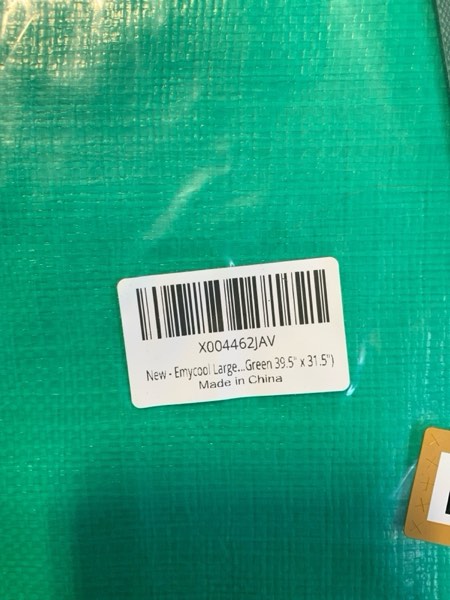 X004462JAV
New - Emycool Large...Green 39.5" x 31.5")
Made in China